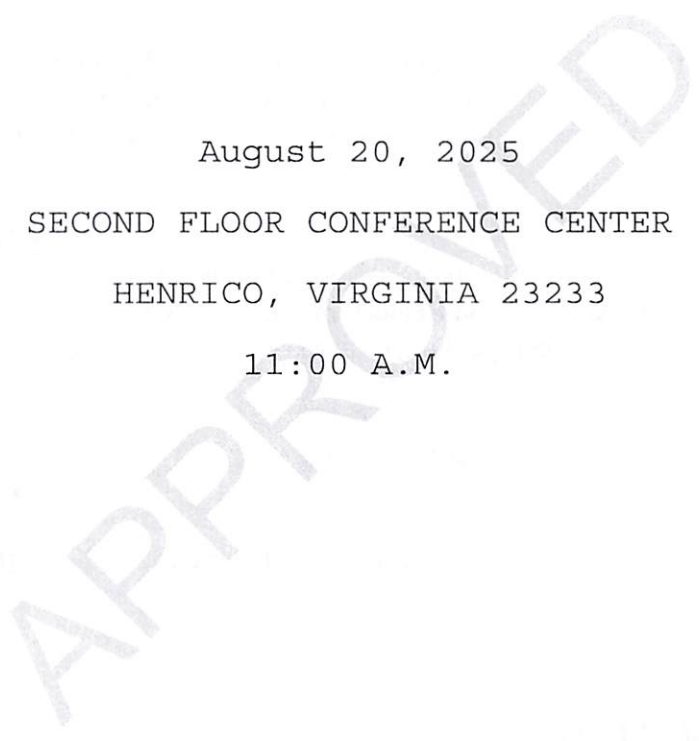 August 20, 2025
SECOND FLOOR CONFERENCE CENTER
HENRICO, VIRGINIA 23233
11:00 A.M.
APPROVED